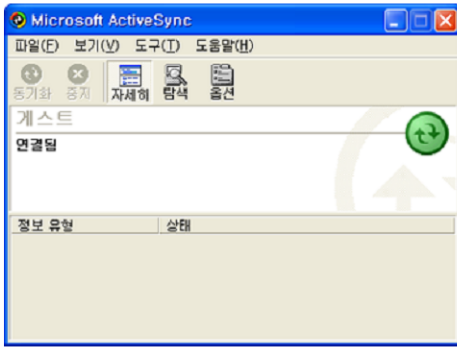 Microsoft ActiveSync
파일(F) 보기(V) 도구(T) 도움말(H)
동기화 중지 자세히 탐색 옵션
게스트
연결됨
정보 유형 상태